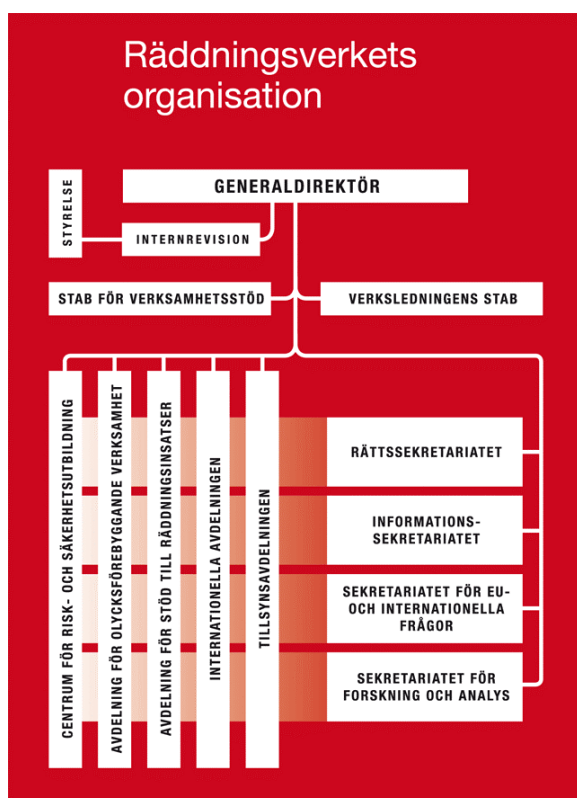 Räddningsverkets
organisation
GENERALDIREKTÖR
STYRELSE
INTERNREVISION
STAB FÖR VERKSAMHETSSTÖD
VERKSLEDNINGENS STAB
CENTRUM FÖR RISK- OCH SÄKERHETSUTBILDNING
AVDELNING FÖR OLYCKSFÖREBYGGANDE VERKSAMHET
AVDELNING FÖR STÖD TILL RÄDDNINGSINSATSER
INTERNATIONELLA AVDELNINGEN
TILLSYNSAVDELNINGEN
RÄTTSSEKRETARIATET
INFORMATIONS-
SEKRETARIATET
SEKRETARIATET FÖR EU-
OCH INTERNATIONELLA
FRÅGOR
SEKRETARIATET FÖR
FORSKNING OCH ANALYS